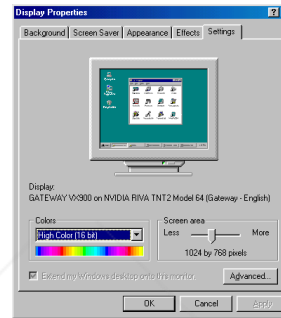 Display Properties
?
Background
Screen Saver
Appearance
Effects
Settings
Display:
GATEWAY VX900 on NVIDIA RIVA TNT2 Model 64 (Gateway - English)
Colors
High Color (16 bit)
Screen area
Less
More
1024 by 768 pixels
Extend my Windows desktop onto this monitor.
Advanced...
OK
Cancel
Apply